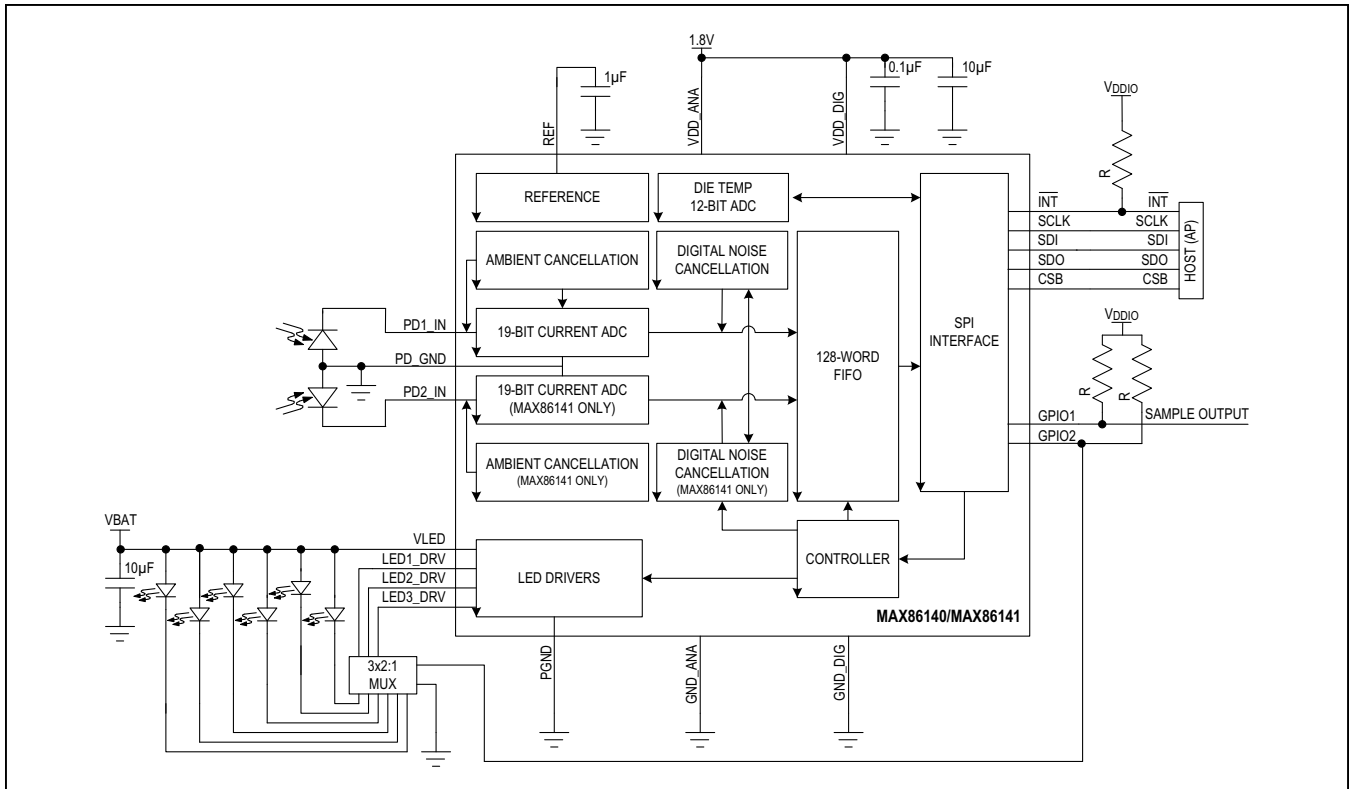 1.8V
1µF
0.1µF
10µF
VDDIO
REF
VDD_ANA
VDD_DIG
R
REFERENCE
DIE TEMP
12-BIT ADC
AMBIENT CANCELLATION
DIGITAL NOISE
CANCELLATION
19-BIT CURRENT ADC
19-BIT CURRENT ADC
(MAX86141 ONLY)
AMBIENT CANCELLATION
(MAX86141 ONLY)
DIGITAL NOISE
CANCELLATION
(MAX86141 ONLY)
128-WORD
FIFO
SPI
INTERFACE
INT
SCLK
SDI
SDO
CSB
INT
SCLK
SDI
SDO
CSB
HOST (AP)
PD1_IN
PD_GND
PD2_IN
VDDIO
R
R
GPIO1
GPIO2
SAMPLE OUTPUT
VBAT
10µF
VLED
LED1_DRV
LED2_DRV
LED3_DRV
LED DRIVERS
CONTROLLER
MAX86140/MAX86141
3x2:1
MUX
PGND
GND_ANA
GND_DIG